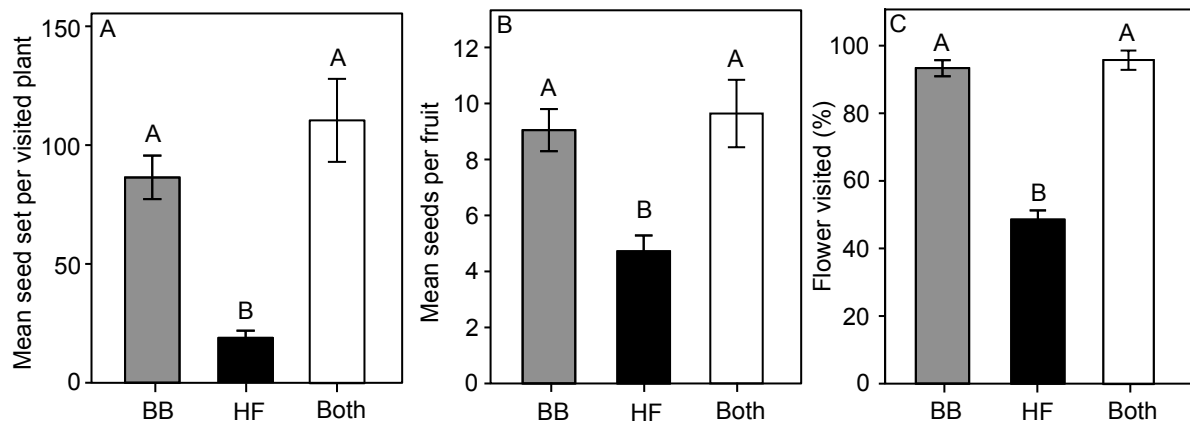 A
Mean seed set per visited plant
150
100
50
0
A
B
A
BB
HF
Both
B
Mean seeds per fruit
12
10
8
6
4
2
0
A
B
A
BB
HF
Both
C
Flower visited (%)
100
80
60
40
20
0
A
B
A
BB
HF
Both